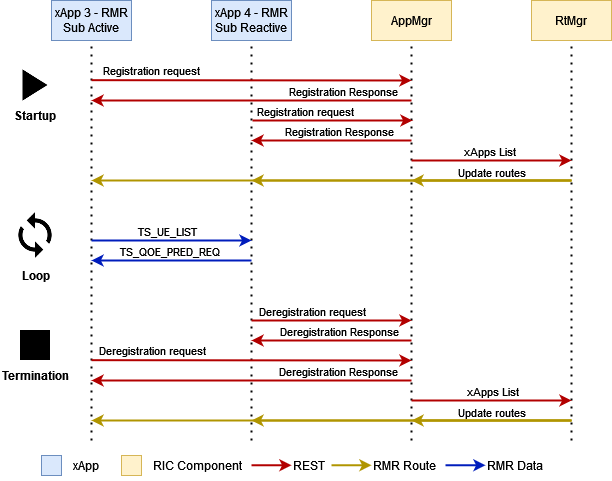 xApp 3 - RMR
Sub Active
xApp 4 - RMR
Sub Reactive
AppMgr
RtMgr
Startup
Registration request
Registration Response
Registration request
Registration Response
xApps List
Update routes
Loop
TS_UE_LIST
TS_QOE_PRED_REQ
Termination
Deregistration request
Deregistration Response
Deregistration request
Deregistration Response
xApps List
Update routes
xApp
RIC Component
REST
RMR Route
RMR Data